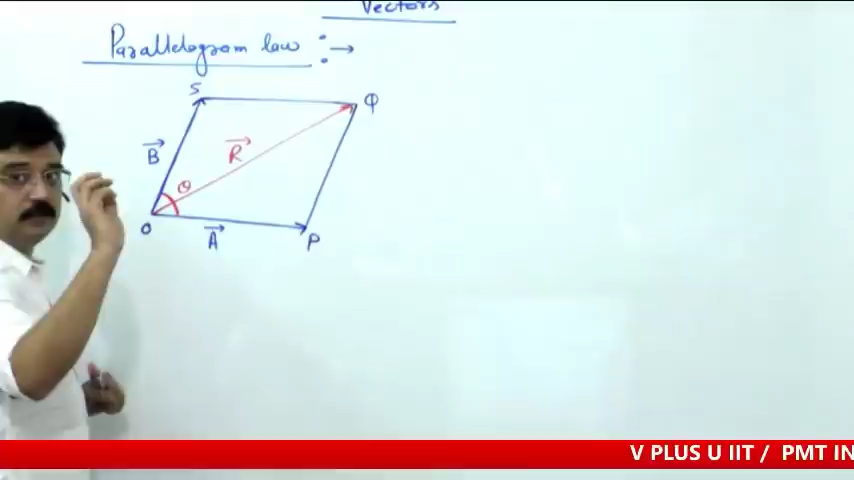 Vectors
Parallelogram law :→
S
Q
B
R
θ
O
A
P
V PLUS U IIT / PMT IN